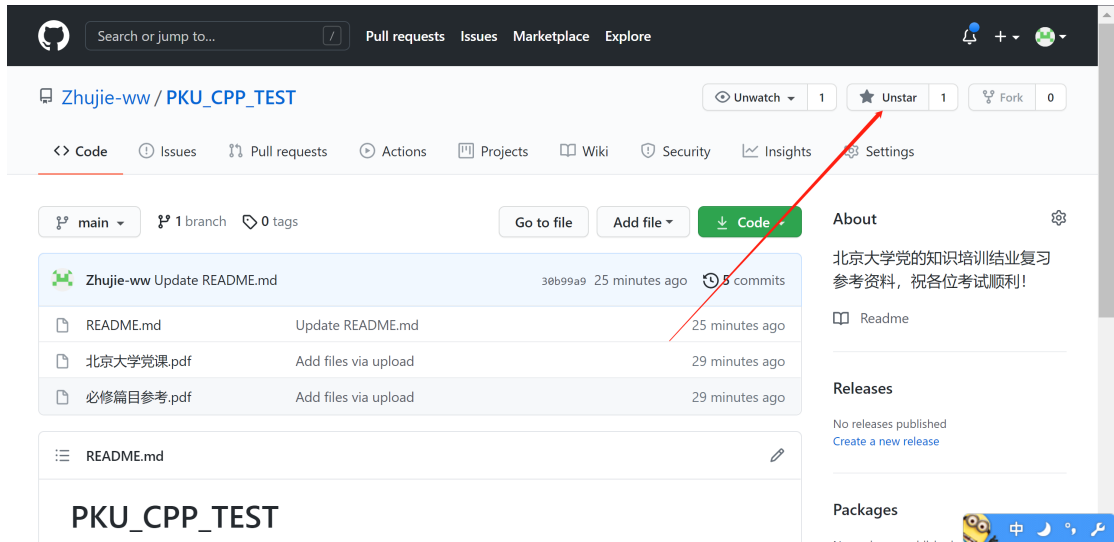 Search or jump to... / Pull requests Issues Marketplace Explore
Zhujie-ww / PKU_CPP_TEST Unwatch 1 Unstar 1 Fork 0
Code Issues Pull requests Actions Projects Wiki Security Insights Settings
main 1 branch 0 tags Go to file Add file Code
About
北京大学党的知识培训结业复习
参考资料，祝各位考试顺利！
Readme
Zhujie-ww Update README.md 30b99a9 25 minutes ago 5 commits
README.md Update README.md 25 minutes ago
北京大学党课.pdf Add files via upload 29 minutes ago
必修篇目参考.pdf Add files via upload 29 minutes ago
Releases
No releases published
Create a new release
README.md
PKU_CPP_TEST
Packages
中